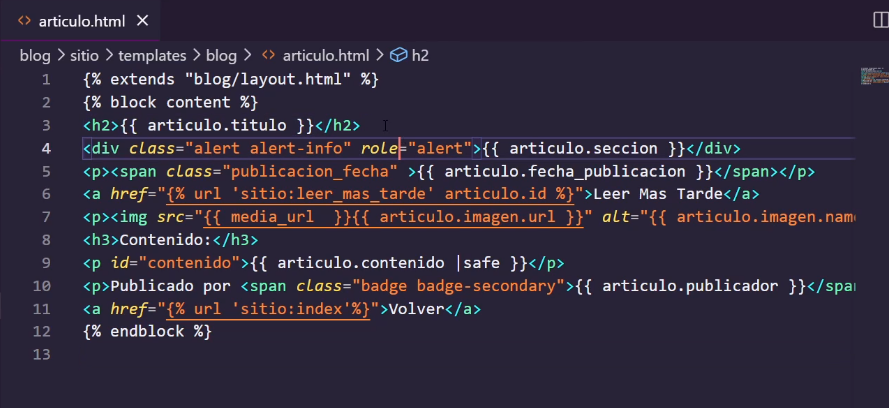 articulo.html
blog > sitio > templates > blog > articulo.html > h2
1 {% extends "blog/layout.html" %}
2 {% block content %}
3 <h2>{{ articulo.titulo }}</h2>
4 <div class="alert alert-info" role="alert">{{ articulo.seccion }}</div>
5 <p><span class="publicacion_fecha" >{{ articulo.fecha_publicacion }}</span></p>
6 <a href="{% url 'sitio:leer_mas_tarde' articulo.id %}">Leer Mas Tarde</a>
7 <p><img src="{{ media_url  }}{{ articulo.imagen.url }}" alt="{{ articulo.imagen.name
8 <h3>Contenido:</h3>
9 <p id="contenido">{{ articulo.contenido |safe }}</p>
10 <p>Publicado por <span class="badge badge-secondary">{{ articulo.publicador }}</span
11 <a href="{% url 'sitio:index'%}">Volver</a>
12 {% endblock %}
13